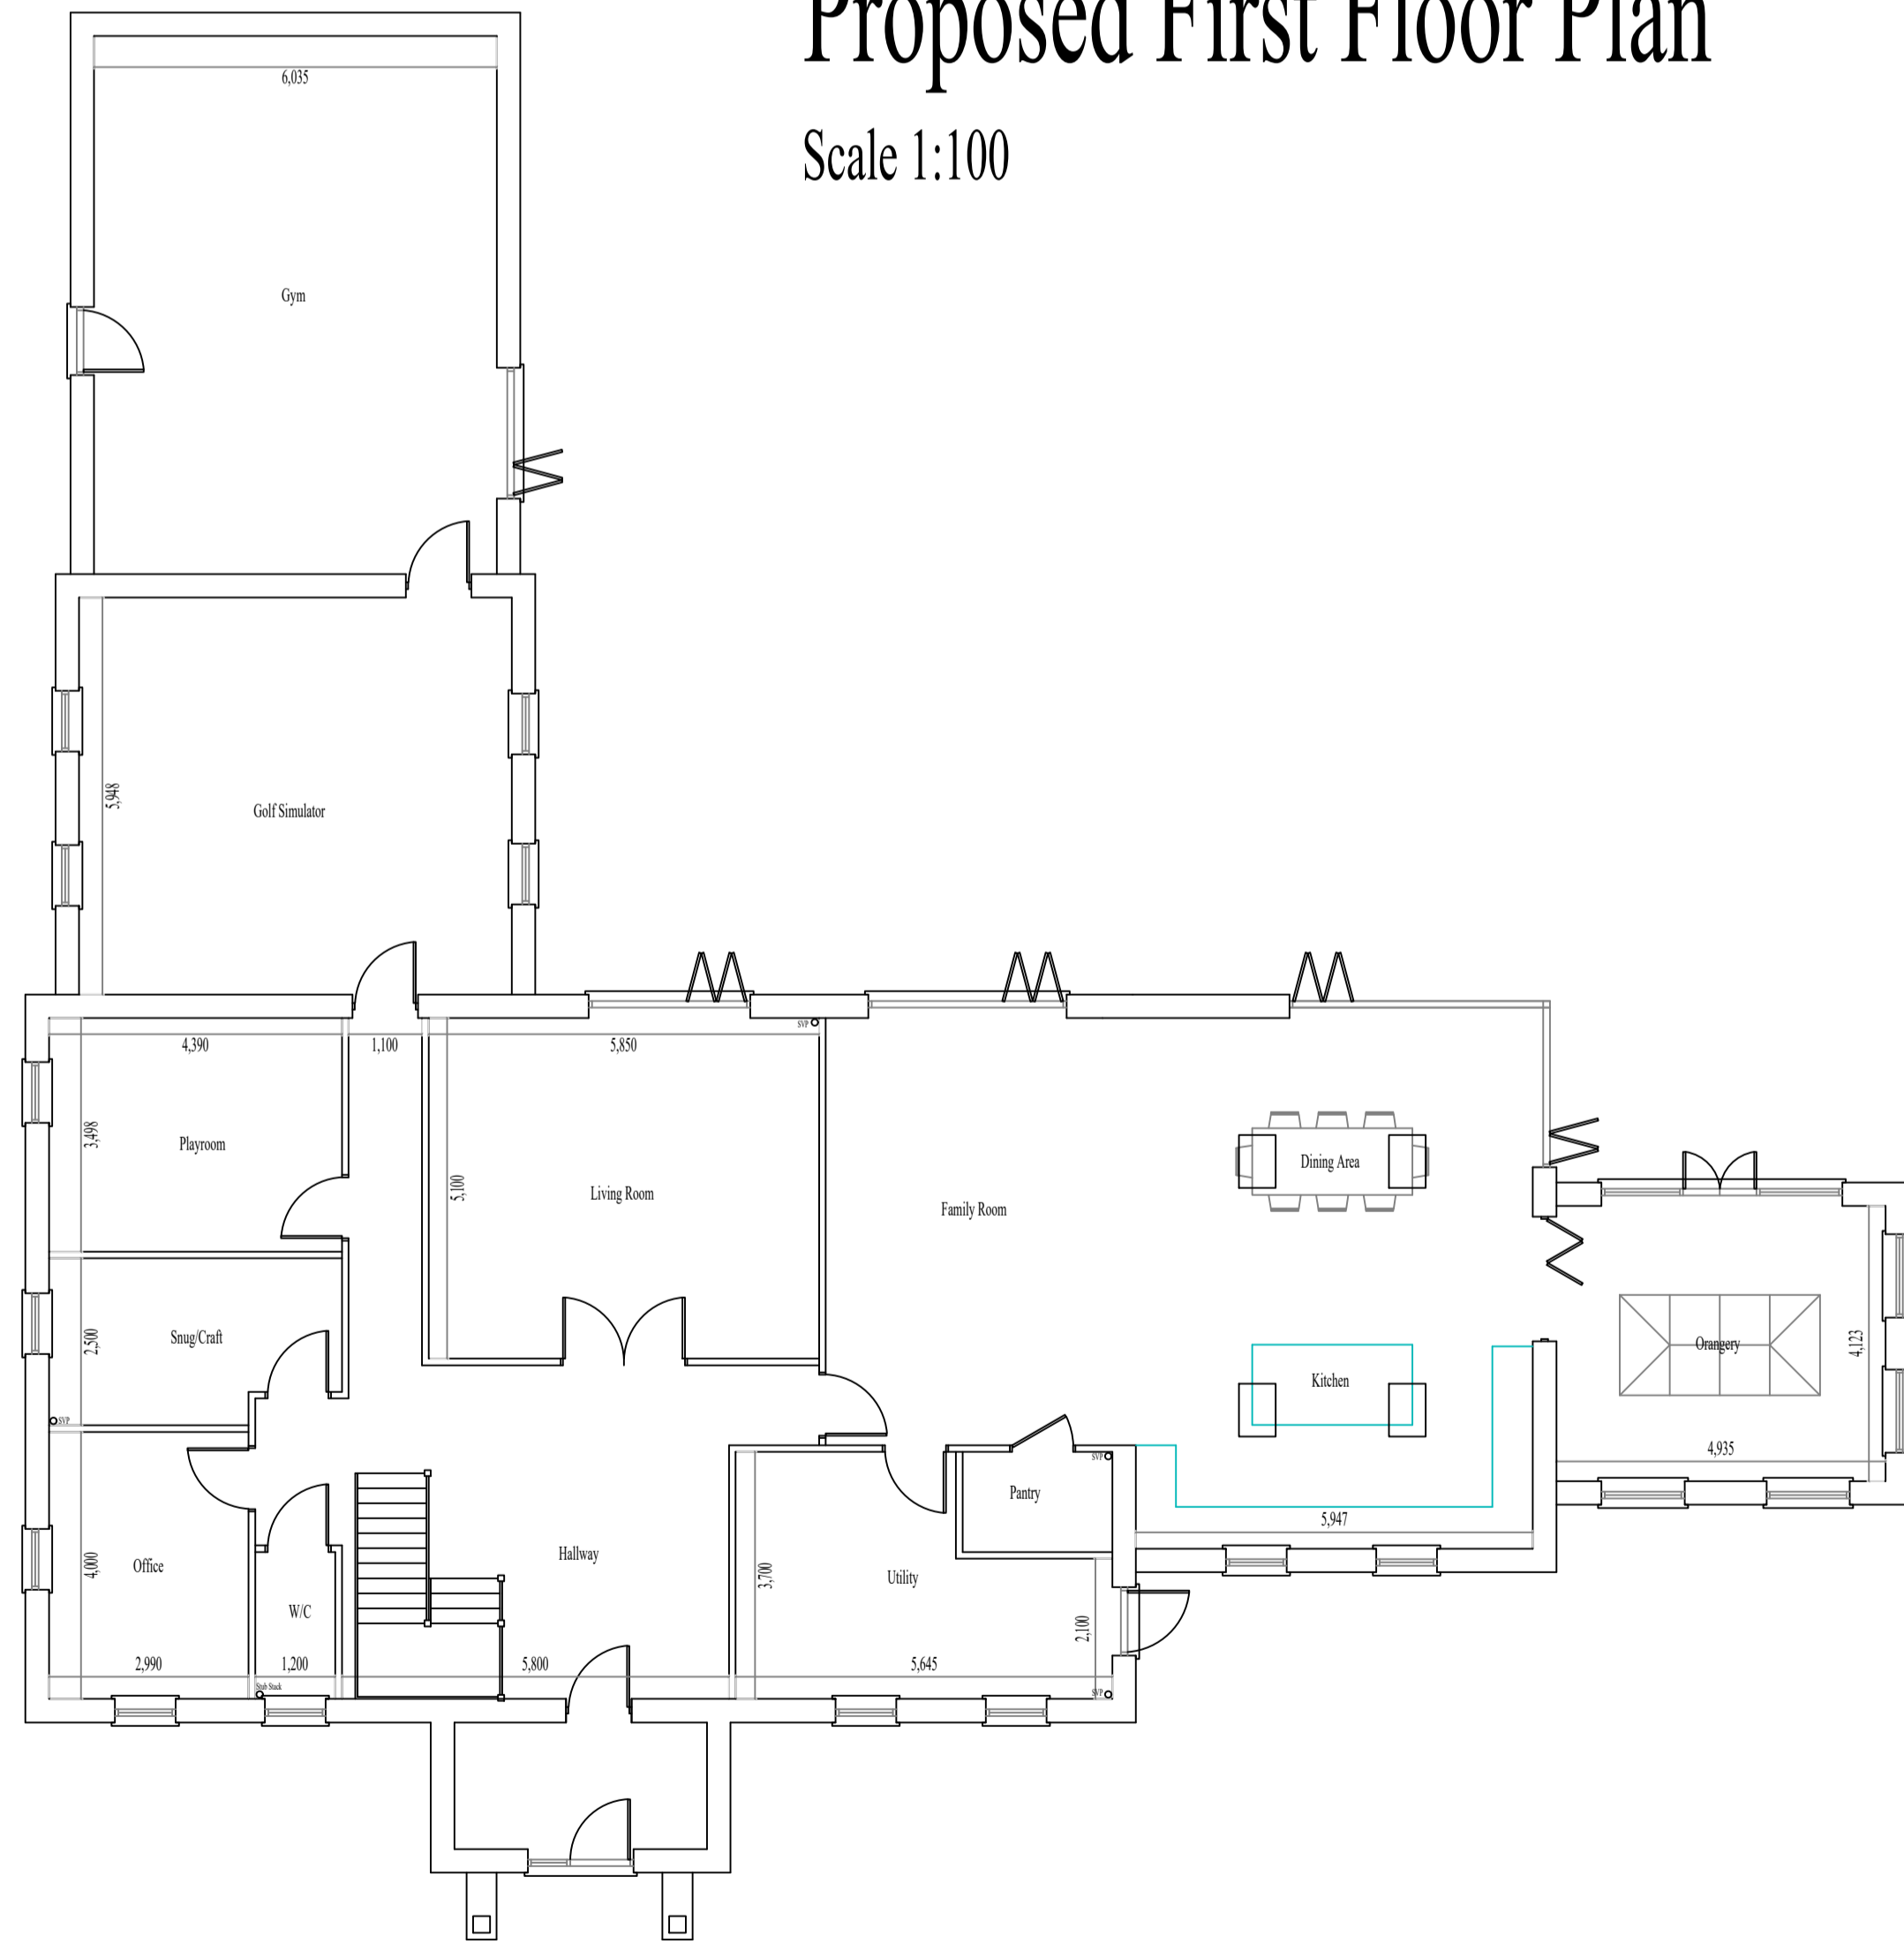 Proposed First Floor Plan
Scale 1:100
6,035
Gym
5,948
Golf Simulator
SVP
4,390
1,100
5,850
3,498
Playroom
5,100
Living Room
Family Room
Dining Area
2,500
Snug/Craft
Kitchen
Orangery
4,123
SVP
4,935
SVP
Pantry
5,947
4,000
Office
Hallway
3,700
Utility
W/C
2,100
2,990
1,200
5,800
5,645
Stub Stack
SVP